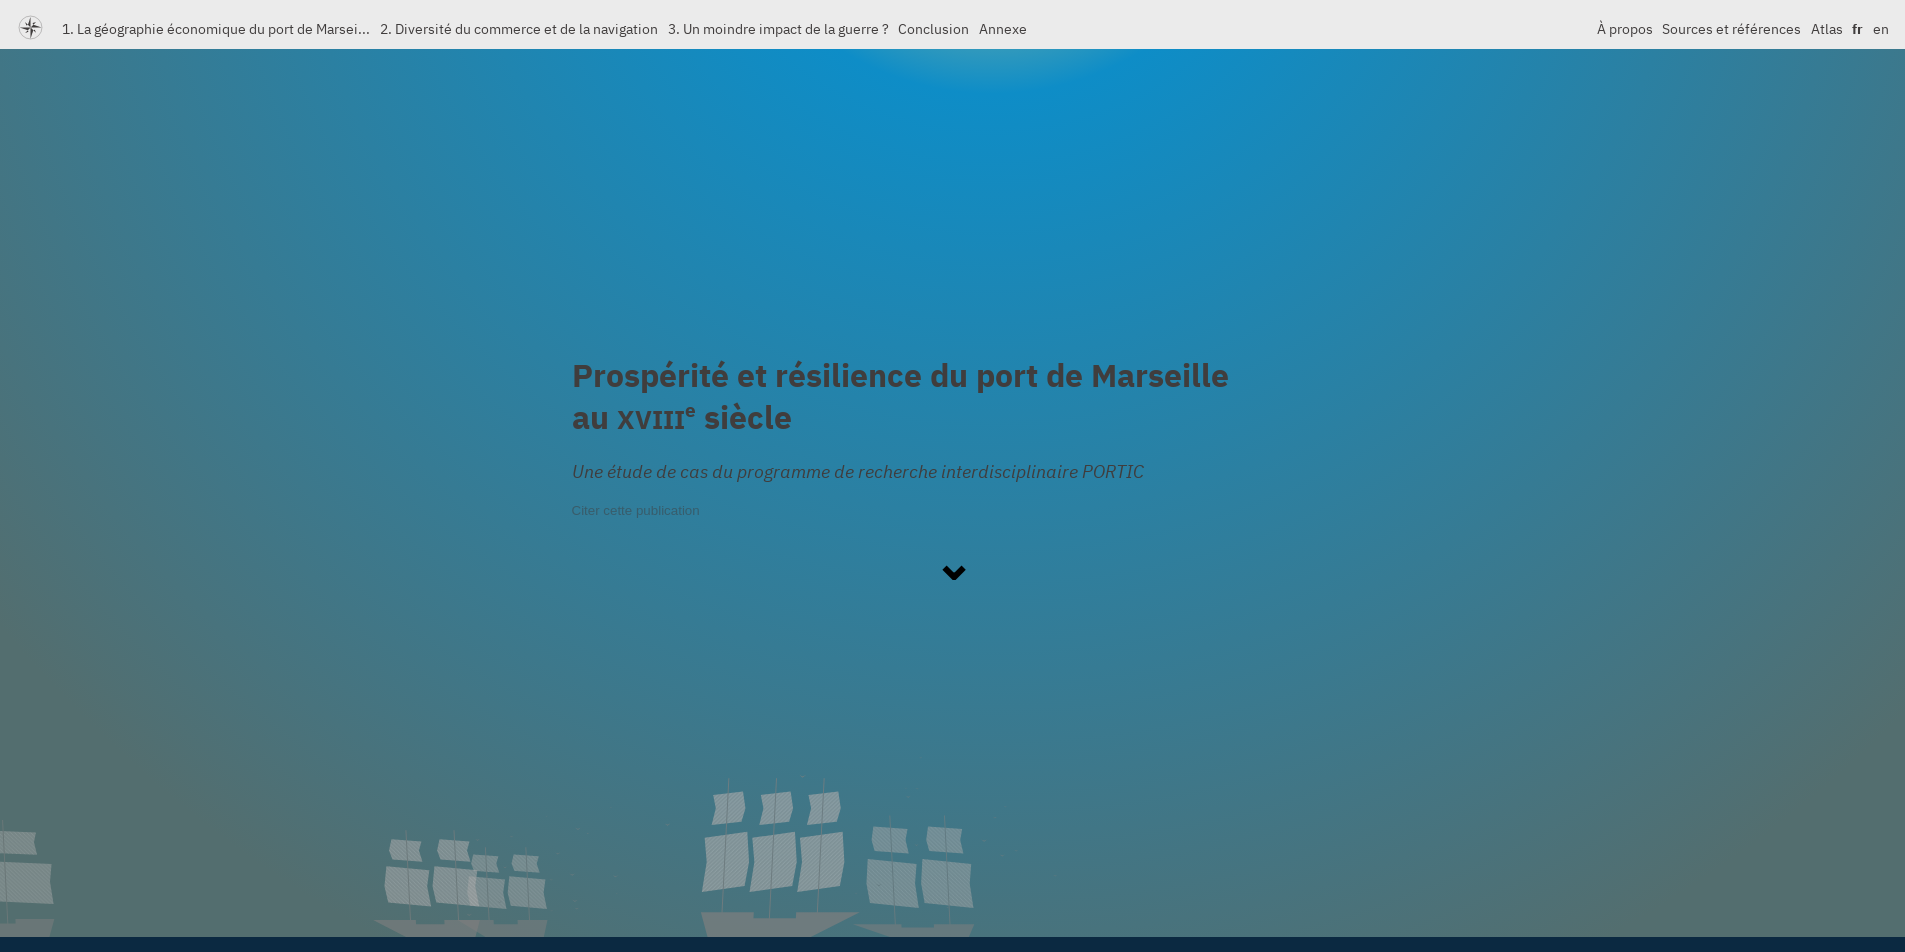 1. La géographie économique du port de Marsei... 2. Diversité du commerce et de la navigation 3. Un moindre impact de la guerre ? Conclusion Annexe À propos Sources et références Atlas fr en
Prospérité et résilience du port de Marseille
au XVIIIe siècle
Une étude de cas du programme de recherche interdisciplinaire PORTIC
Citer cette publication